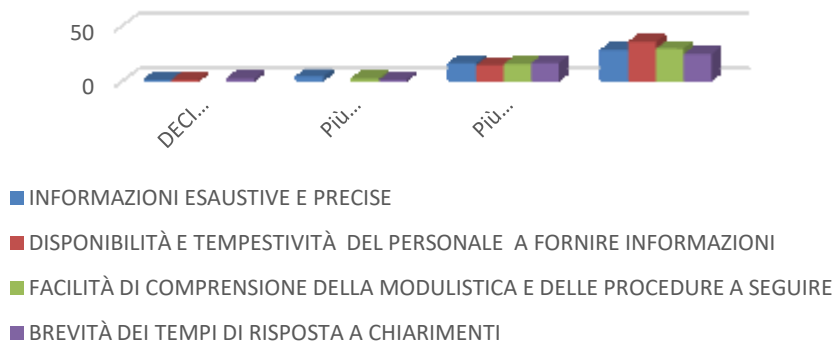 50
0
DECI...
Più...
Più...
INFORMAZIONI ESAUSTIVE E PRECISE
DISPONIBILITÀ E TEMPESTIVITÀ DEL PERSONALE A FORNIRE INFORMAZIONI
FACILITÀ DI COMPRENSIONE DELLA MODULISTICA E DELLE PROCEDURE A SEGUIRE
BREVITÀ DEI TEMPI DI RISPOSTA A CHIARIMENTI